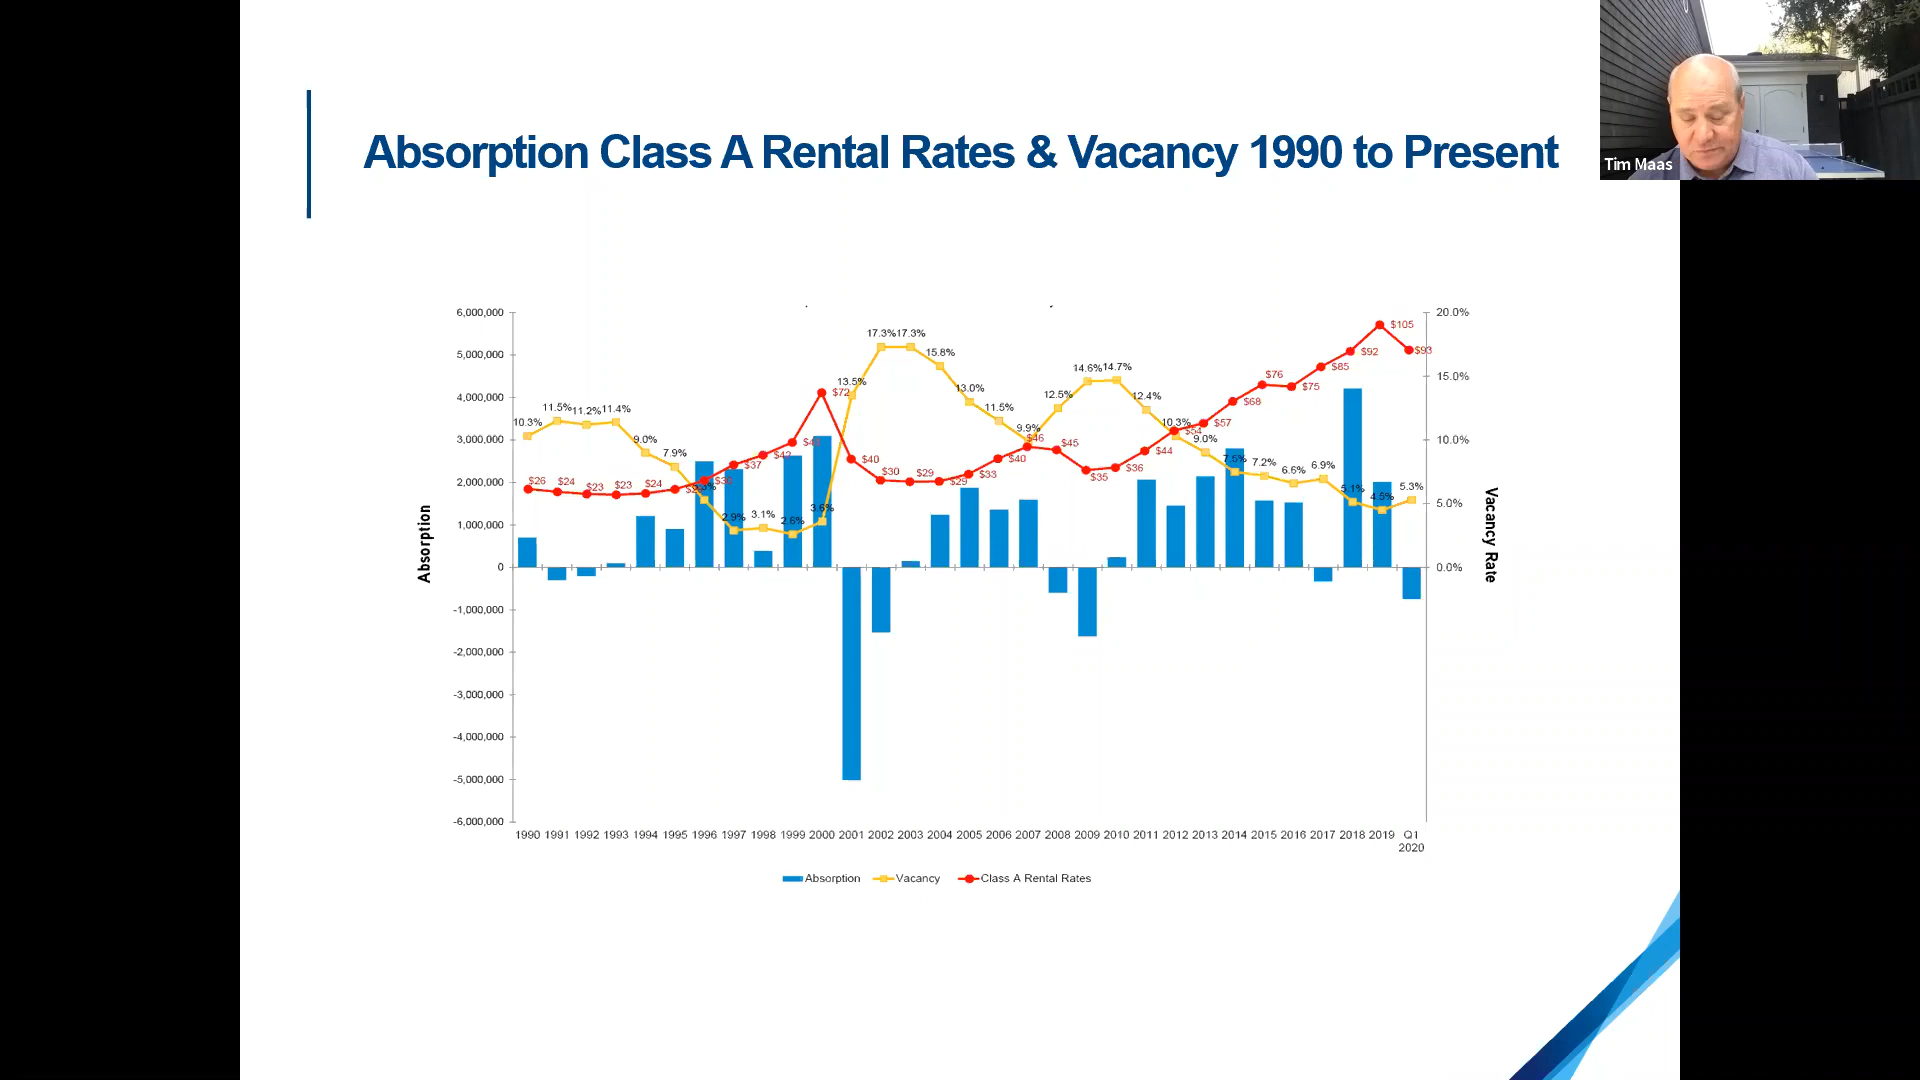 Absorption Class A Rental Rates & Vacancy 1990 to Present
Tim Maas
6,000,000
5,000,000
4,000,000
3,000,000
2,000,000
1,000,000
0
-1,000,000
-2,000,000
-3,000,000
-4,000,000
-5,000,000
-6,000,000
Absorption
20.0%
15.0%
10.0%
5.0%
0.0%
Vacancy Rate
10.3% 11.5% 11.2% 11.4% 9.0% 7.9% 2.9% 3.1% 2.6% 3.6% 13.5% 17.3% 17.3% 15.8% 13.0% 11.5% 9.9% 12.5% 14.6% 14.7% 12.4% 10.3% 9.0% 7.5% 7.2% 6.6% 6.9% 5.1% 4.5% 5.3%
$26 $24 $23 $23 $24 $37 $42 $72 $40 $30 $29 $29 $33 $40 $46 $45 $35 $36 $44 $54 $57 $68 $76 $75 $85 $92 $105 $93
1990 1991 1992 1993 1994 1995 1996 1997 1998 1999 2000 2001 2002 2003 2004 2005 2006 2007 2008 2009 2010 2011 2012 2013 2014 2015 2016 2017 2018 2019 Q1
2020
Absorption Vacancy Class A Rental Rates